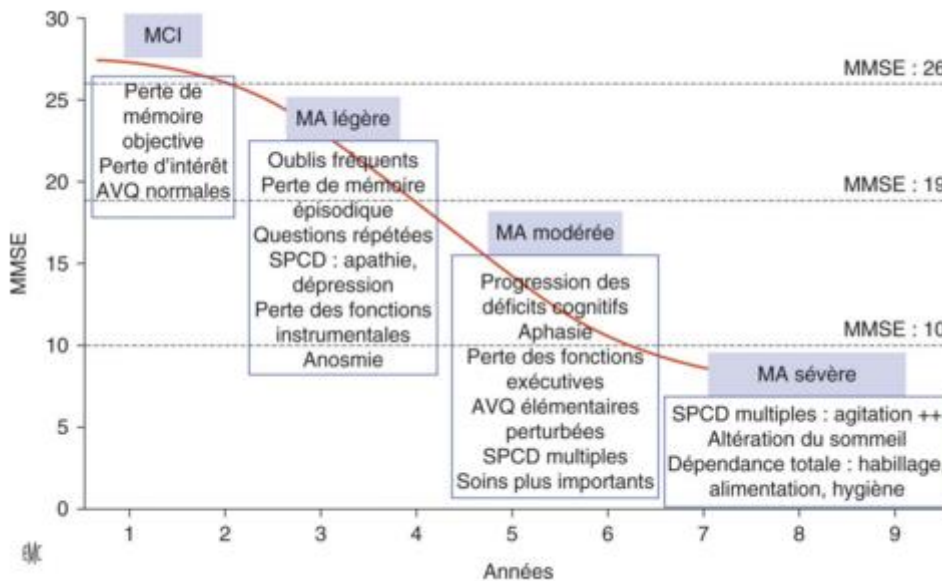 30
25
20
15
10
5
0
MMSE
MCI
Perte de
mémoire
objective
Perte d'intérêt
AVQ normales
MA légère
Oublis fréquents
Perte de mémoire
épisodique
Questions répétées
SPCD : apathie,
dépression
Perte des fonctions
instrumentales
Anosmie
MA modérée
Progression des
déficits cognitifs
Aphasie
Perte des fonctions
exécutives
AVQ élémentaires
perturbées
SPCD multiples
Soins plus importants
MA sévère
SPCD multiples : agitation ++
Altération du sommeil
Dépendance totale : habillage
alimentation, hygiène
MMSE : 26
MMSE : 19
MMSE : 10
1 2 3 4 5 6 7 8 9
Années